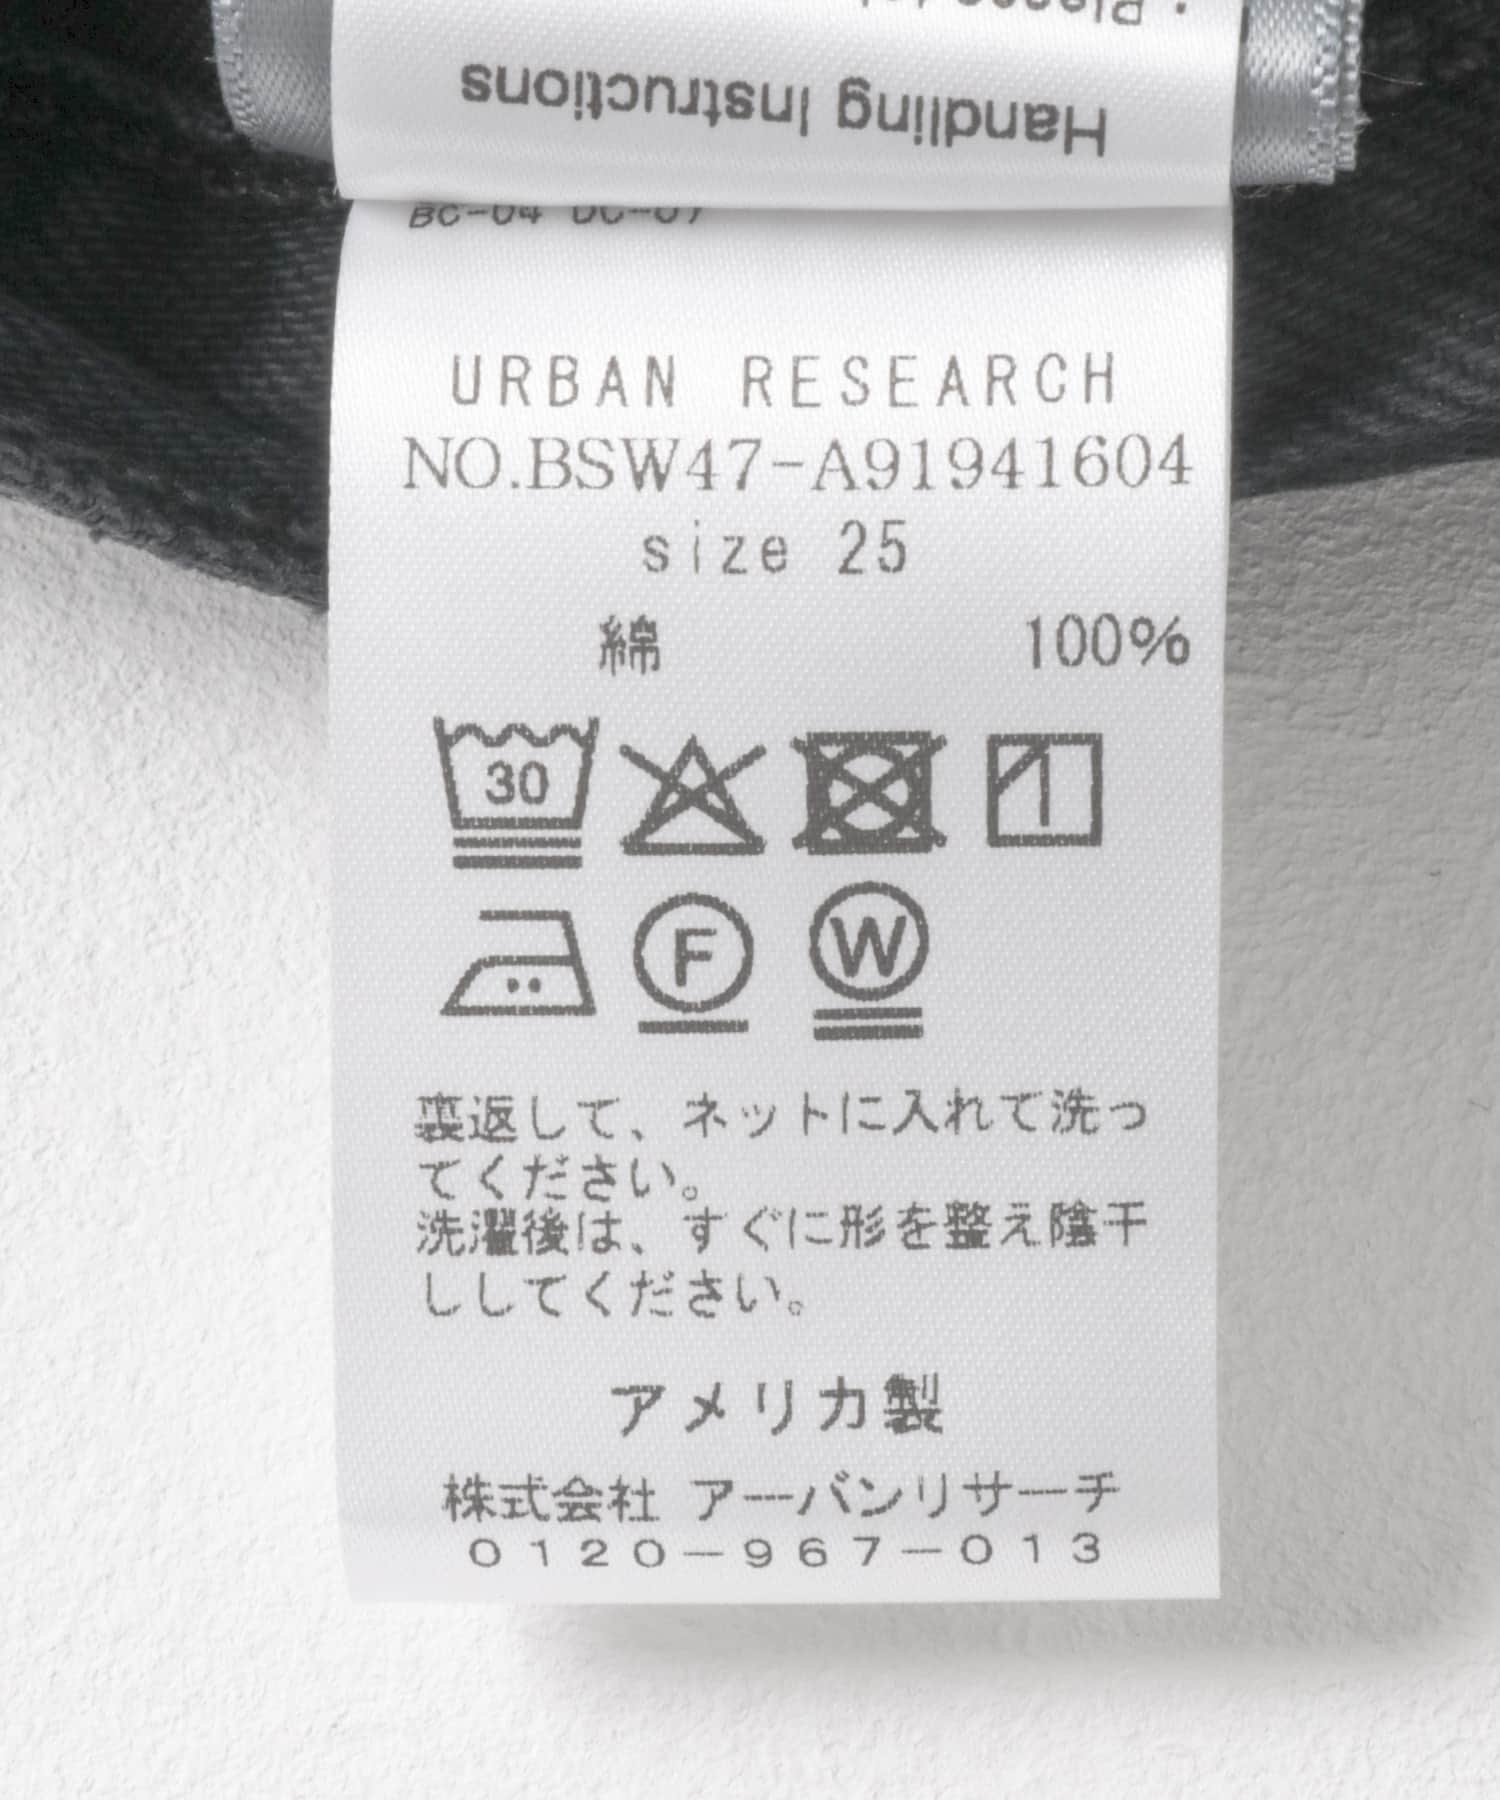 Handling Instructions
URBAN RESEARCH
NO.BSW47-A91941604
size 25
綿 100%
30
F
W
裏返して、ネットに入れて洗っ
てください。
洗濯後は、すぐに形を整え陰干
ししてください。
アメリカ製
株式会社 アーバンリサーチ
0120-967-013